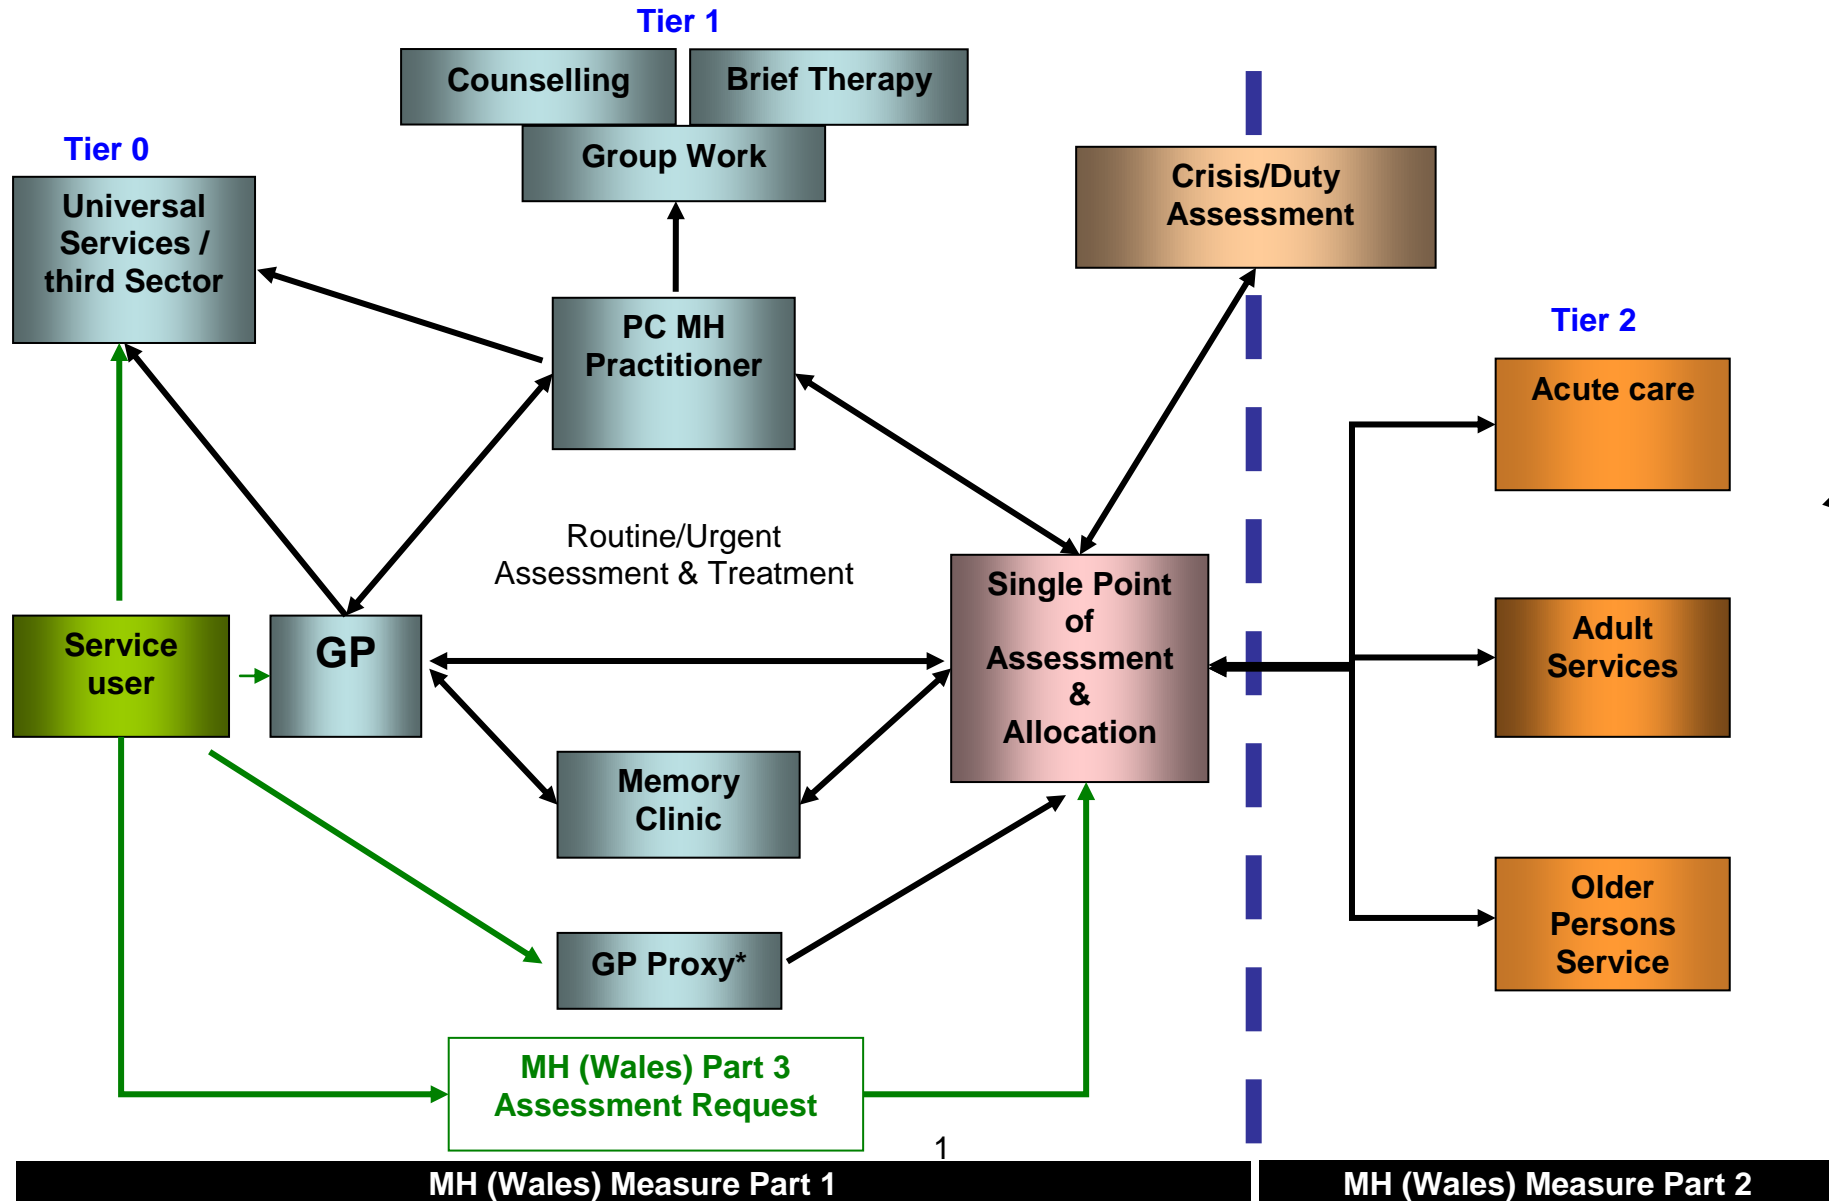 Tier 1
Counselling
Brief Therapy
Group Work
Tier 0
Universal
Services /
third Sector
Crisis/Duty
Assessment
PC MH
Practitioner
Tier 2
Acute care
Routine/Urgent
Assessment & Treatment
Single Point
of
Assessment
&
Allocation
Service
user
GP
Adult
Services
Memory
Clinic
GP Proxy*
Older
Persons
Service
MH (Wales) Part 3
Assessment Request
1
MH (Wales) Measure Part 1
MH (Wales) Measure Part 2